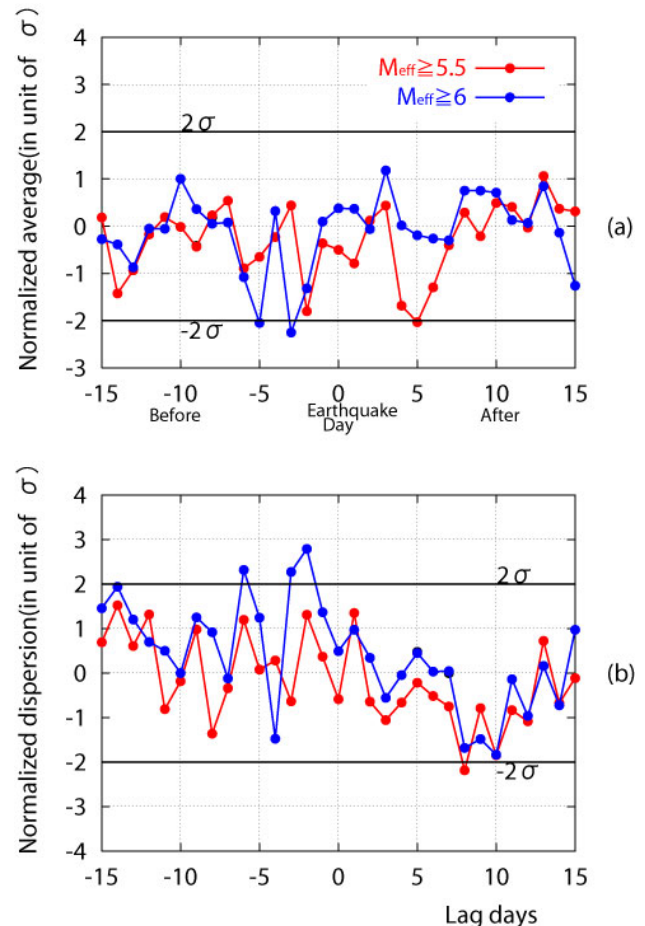 Normalized average(in unit of σ)
4
3
2
1
0
-1
-2
-3
Meff≧5.5
Meff≧6
2σ
-2σ
(a)
-15 -10 -5 0 5 10 15
Before Earthquake Day After
Normalized dispersion(in unit of σ)
4
3
2
1
0
-1
-2
-3
-4
2σ
-2σ
(b)
-15 -10 -5 0 5 10 15
Lag days